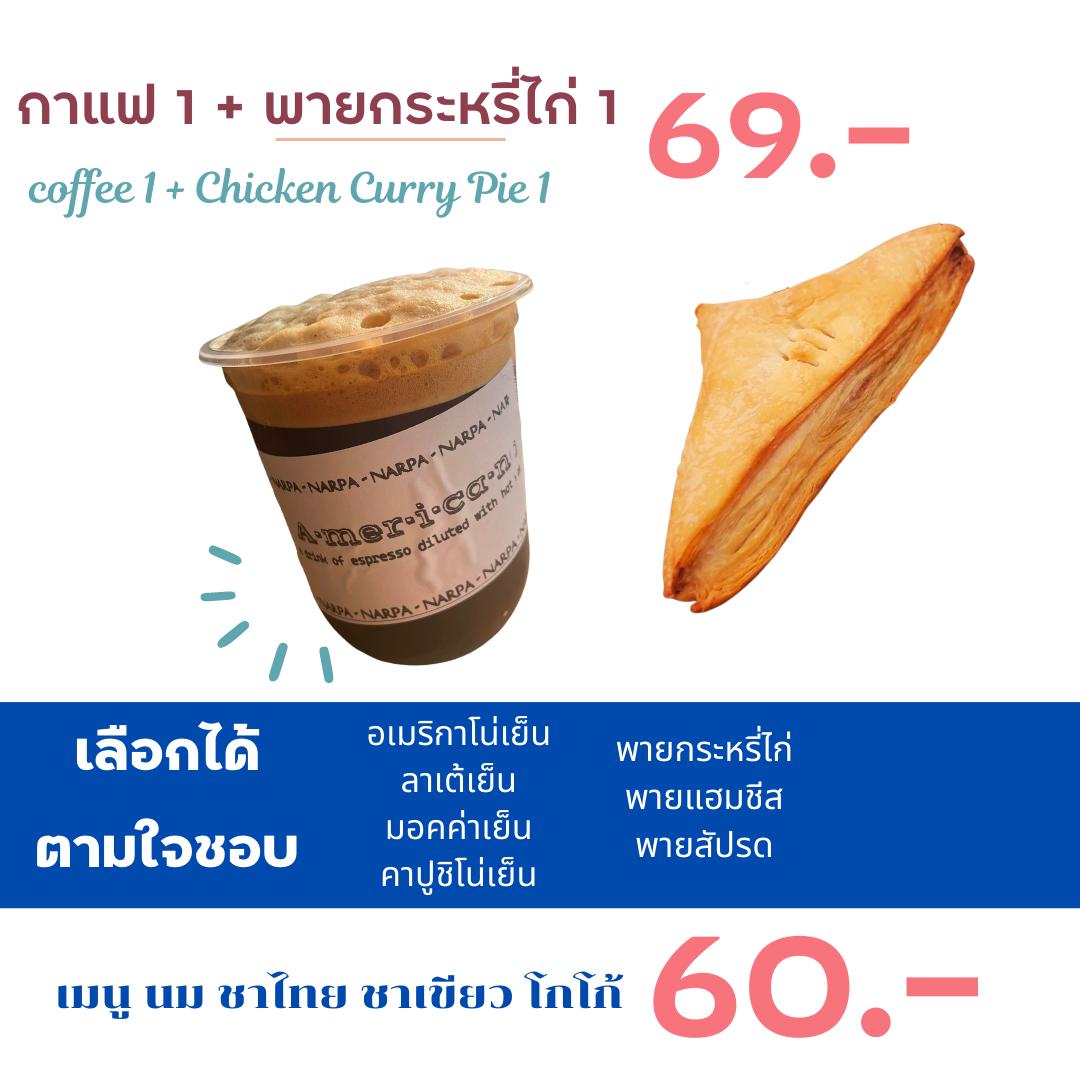 กาแฟ 1 + พายกระหรี่ไก่ 1 69.-
coffee 1 + Chicken Curry Pie 1
NARPA - NARPA - NARPA - NAR
A·mer·i·ca·n
drink of espresso diluted with hot
NARPA - NARPA - NARPA - NARPA
เลือกได้
ตามใจชอบ
อเมริกาโน่เย็น
ลาเต้เย็น
มอคค่าเย็น
คาปูชิโน่เย็น
พายกระหรี่ไก่
พายแฮมชีส
พายสัปรด
เมนู นม ชาไทย ชาเขียว โกโก้ 60.-